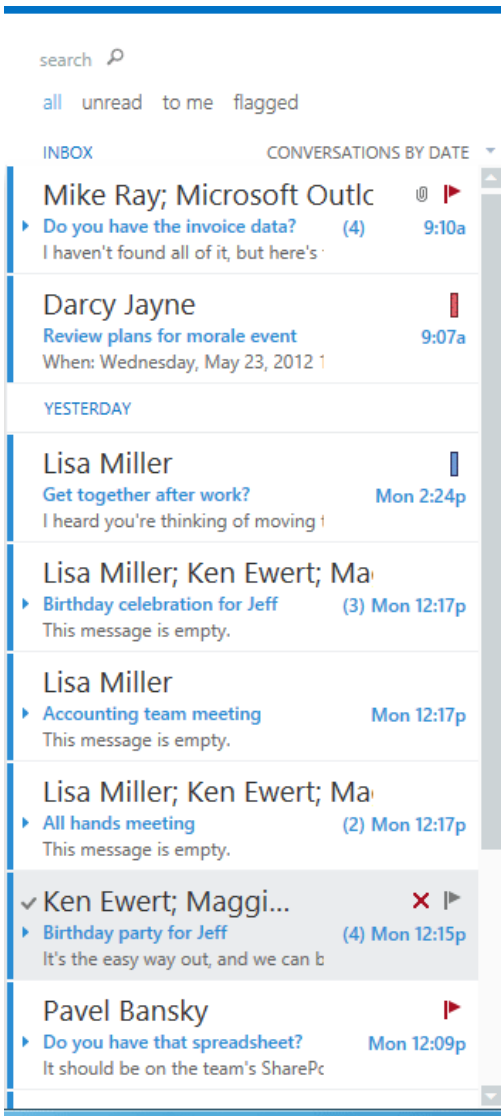 search
all unread to me flagged
INBOX CONVERSATIONS BY DATE
Mike Ray; Microsoft Outlc
Do you have the invoice data? (4) 9:10a
I haven't found all of it, but here's
Darcy Jayne
Review plans for morale event 9:07a
When: Wednesday, May 23, 2012 1
YESTERDAY
Lisa Miller
Get together after work? Mon 2:24p
I heard you're thinking of moving t
Lisa Miller; Ken Ewert; Ma
Birthday celebration for Jeff (3) Mon 12:17p
This message is empty.
Lisa Miller
Accounting team meeting Mon 12:17p
This message is empty.
Lisa Miller; Ken Ewert; Ma
All hands meeting (2) Mon 12:17p
This message is empty.
Ken Ewert; Maggi...
Birthday party for Jeff (4) Mon 12:15p
It's the easy way out, and we can b
Pavel Bansky
Do you have that spreadsheet? Mon 12:09p
It should be on the team's SharePc